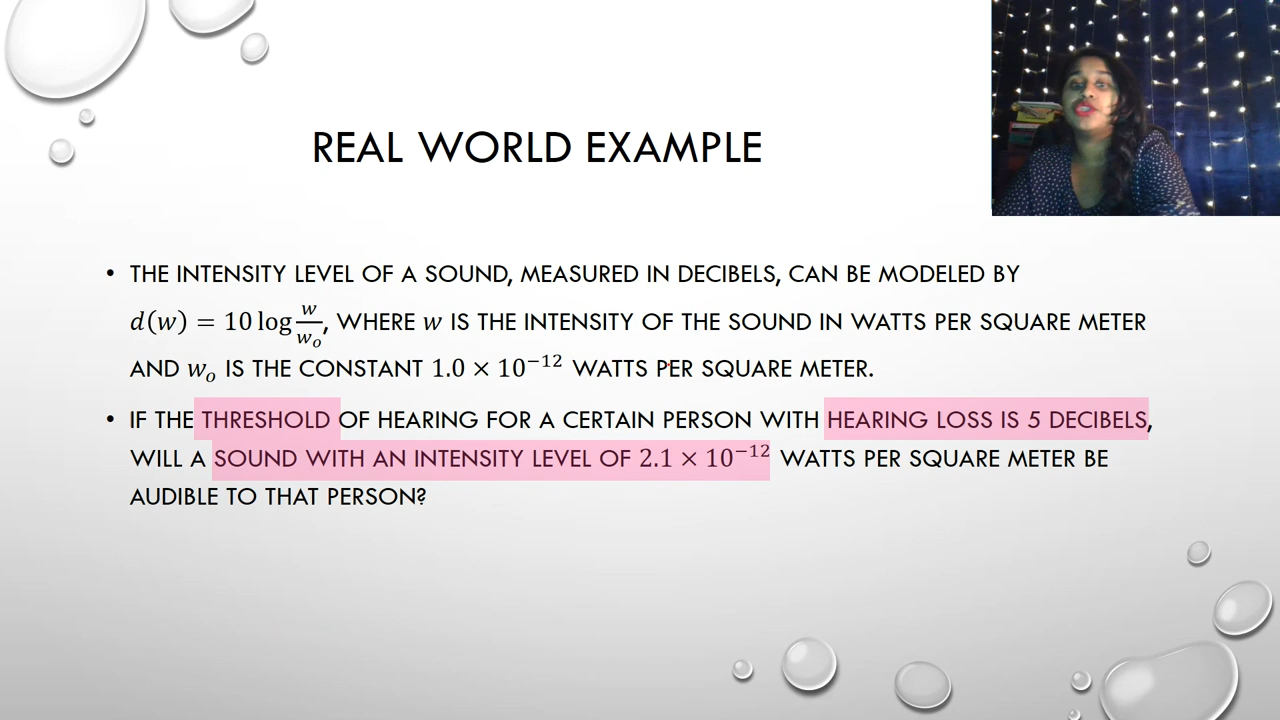 REAL WORLD EXAMPLE
• THE INTENSITY LEVEL OF A SOUND, MEASURED IN DECIBELS, CAN BE MODELED BY
d(w) = 10 log w/wₒ, WHERE w IS THE INTENSITY OF THE SOUND IN WATTS PER SQUARE METER
AND wₒ IS THE CONSTANT 1.0 × 10⁻¹² WATTS PER SQUARE METER.
• IF THE THRESHOLD OF HEARING FOR A CERTAIN PERSON WITH HEARING LOSS IS 5 DECIBELS,
WILL A SOUND WITH AN INTENSITY LEVEL OF 2.1 × 10⁻¹² WATTS PER SQUARE METER BE
AUDIBLE TO THAT PERSON?